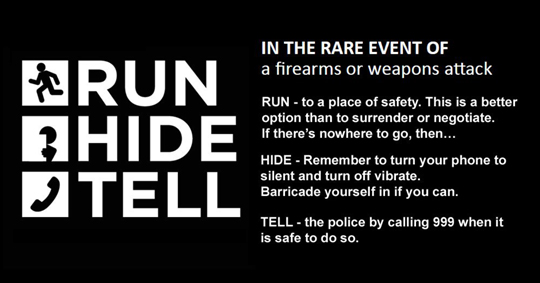 RUN
HIDE
TELL
IN THE RARE EVENT OF
a firearms or weapons attack
RUN - to a place of safety. This is a better
option than to surrender or negotiate.
If there's nowhere to go, then...
HIDE - Remember to turn your phone to
silent and turn off vibrate.
Barricade yourself in if you can.
TELL - the police by calling 999 when it
is safe to do so.